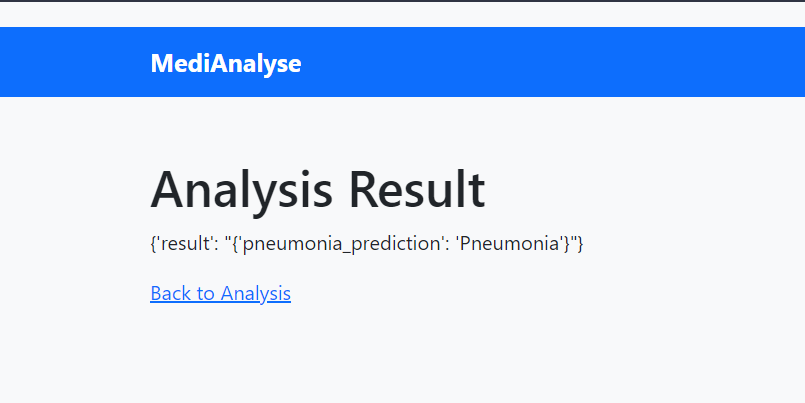 MediAnalyse
Analysis Result
{'result': "{'pneumonia_prediction': 'Pneumonia'}"}
Back to Analysis